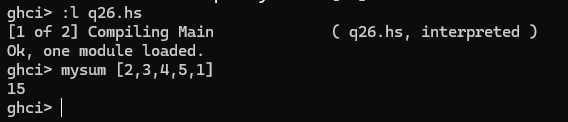 ghci> :l q26.hs
[1 of 2] Compiling Main             ( q26.hs, interpreted )
Ok, one module loaded.
ghci> mysum [2,3,4,5,1]
15
ghci>